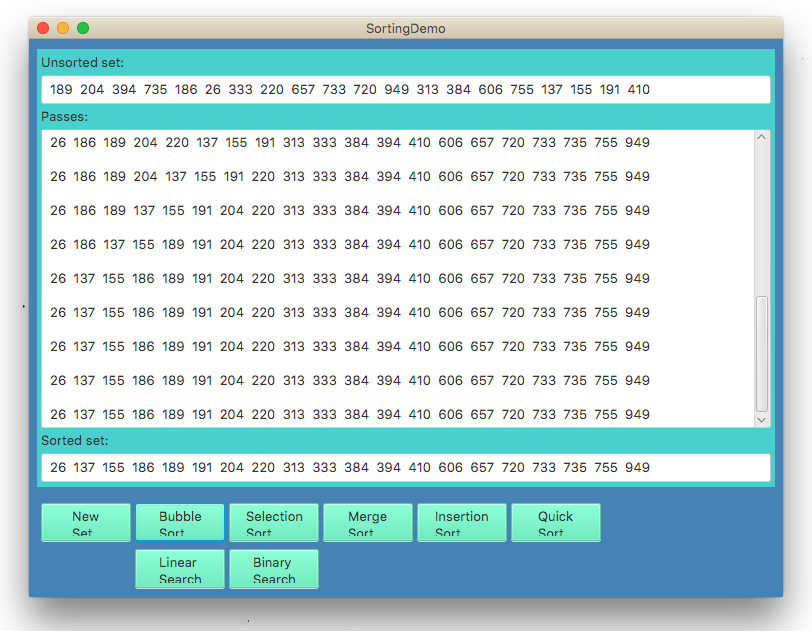 SortingDemo
Unsorted set:
189 204 394 735 186 26 333 220 657 733 720 949 313 384 606 755 137 155 191 410
Passes:
26 186 189 204 220 137 155 191 313 333 384 394 410 606 657 720 733 735 755 949
26 186 189 204 137 155 191 220 313 333 384 394 410 606 657 720 733 735 755 949
26 186 189 137 155 191 204 220 313 333 384 394 410 606 657 720 733 735 755 949
26 186 137 155 189 191 204 220 313 333 384 394 410 606 657 720 733 735 755 949
26 137 155 186 189 191 204 220 313 333 384 394 410 606 657 720 733 735 755 949
26 137 155 186 189 191 204 220 313 333 384 394 410 606 657 720 733 735 755 949
26 137 155 186 189 191 204 220 313 333 384 394 410 606 657 720 733 735 755 949
26 137 155 186 189 191 204 220 313 333 384 394 410 606 657 720 733 735 755 949
26 137 155 186 189 191 204 220 313 333 384 394 410 606 657 720 733 735 755 949
Sorted set:
26 137 155 186 189 191 204 220 313 333 384 394 410 606 657 720 733 735 755 949
New
Set
Bubble
Sort
Selection
Sort
Merge
Sort
Insertion
Sort
Quick
Sort
Linear
Search
Binary
Search